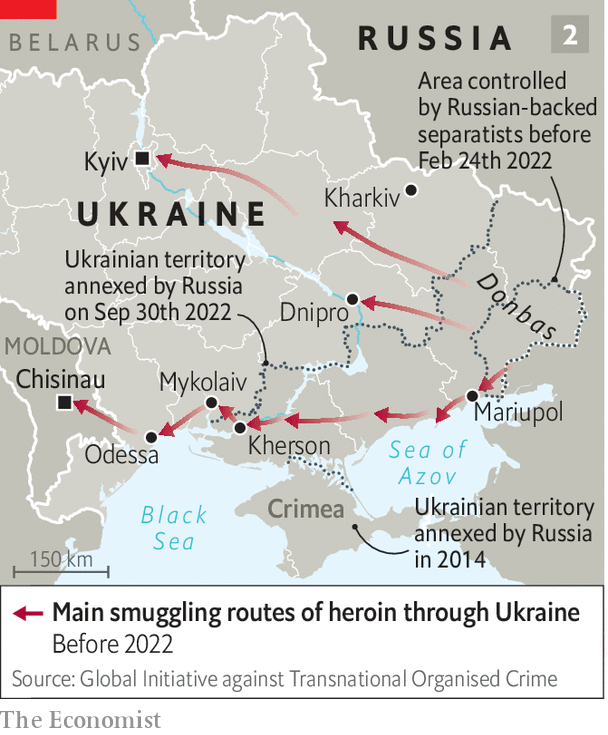 BELARUS
RUSSIA
2
Area controlled
by Russian-backed
separatists before
Feb 24th 2022
Kyiv
Kharkiv
UKRAINE
Ukrainian territory
annexed by Russia
on Sep 30th 2022
Dnipro
Donbas
MOLDOVA
Chisinau
Mykolaiv
Mariupol
Odessa
Kherson
Sea of
Azov
Black
Sea
Crimea
Ukrainian territory
annexed by Russia
in 2014
150 km
Main smuggling routes of heroin through Ukraine
Before 2022
Source: Global Initiative against Transnational Organised Crime
The Economist